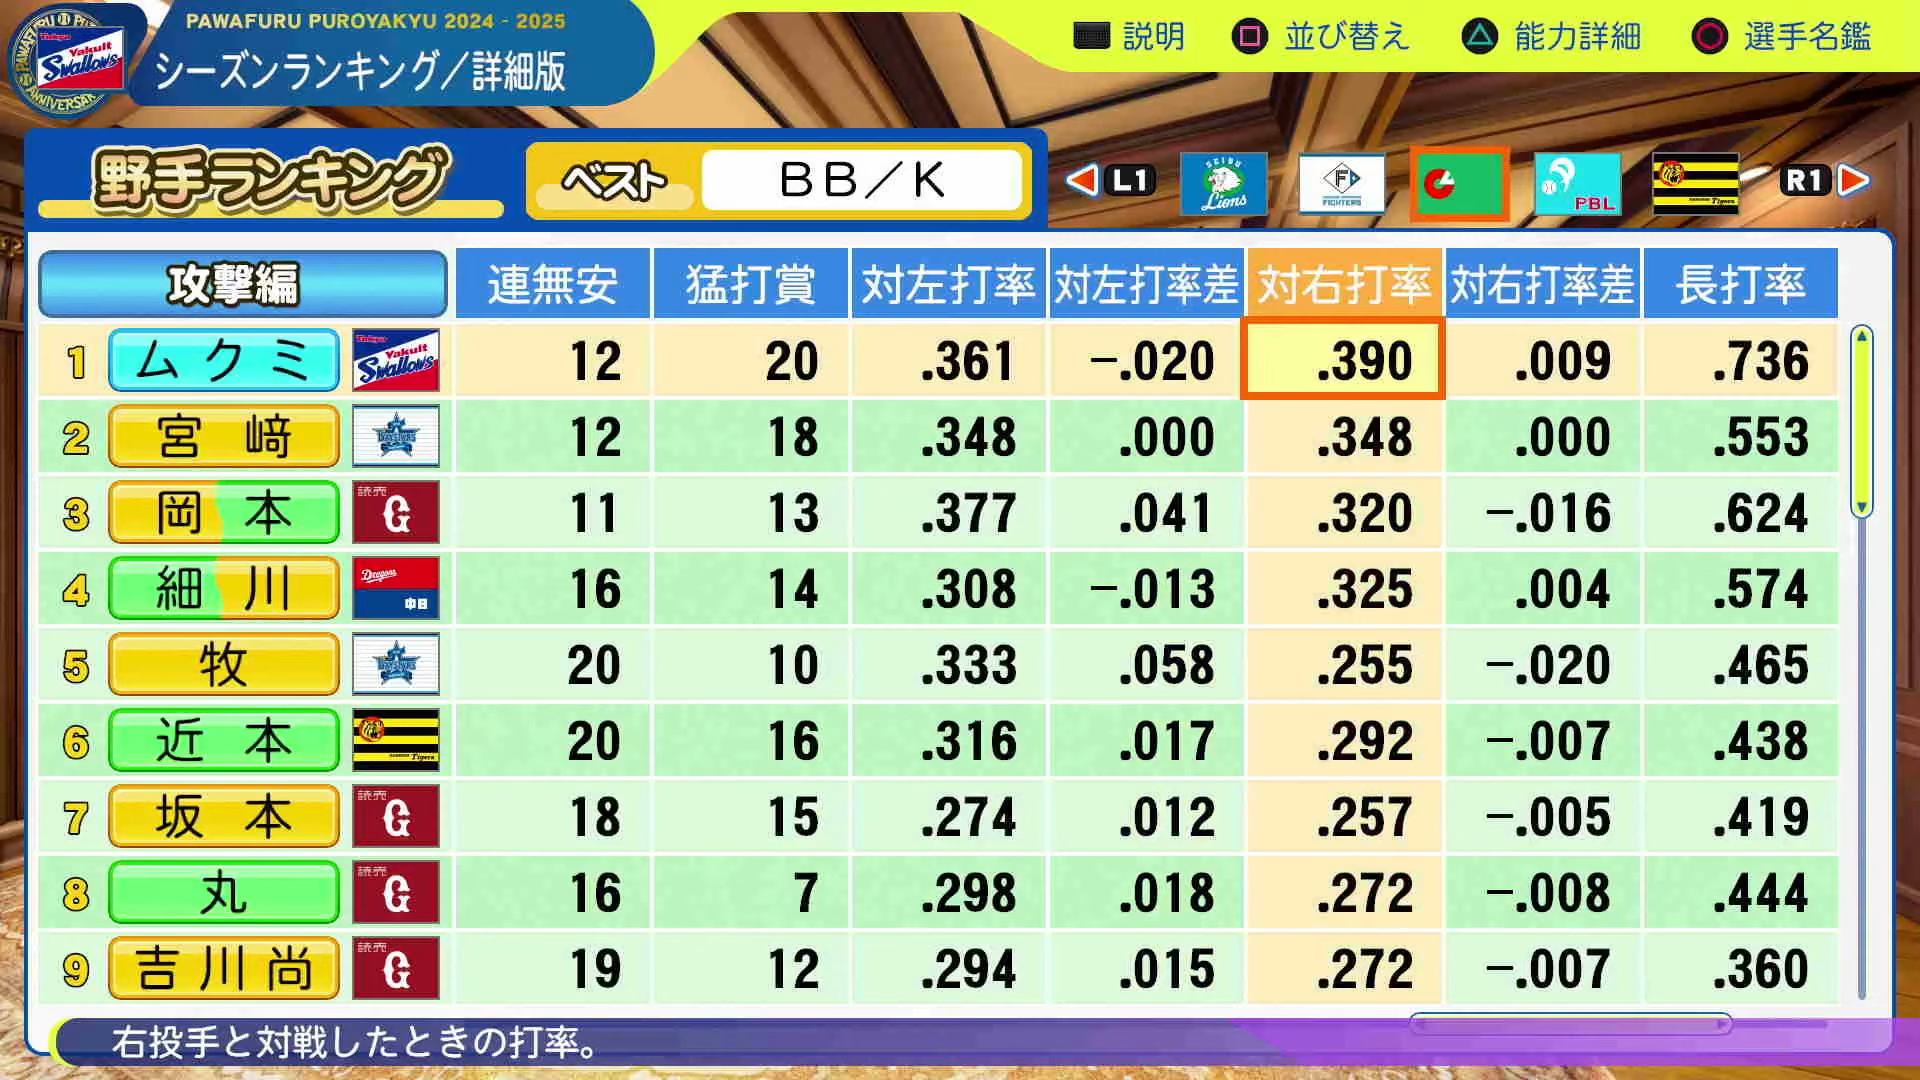 PAWAFURU PUROYAKYU 2024 - 2025
シーズンランキング／詳細版
説明 並び替え 能力詳細 選手名鑑
野手ランキング ベスト BB／K
L1 R1
攻撃編 連無安 猛打賞 対左打率 対左打率差 対右打率 対右打率差 長打率
1 ムクミ 12 20 .361 -.020 .390 .009 .736
2 宮﨑 12 18 .348 .000 .348 .000 .553
3 岡本 11 13 .377 .041 .320 -.016 .624
4 細川 16 14 .308 -.013 .325 .004 .574
5 牧 20 10 .333 .058 .255 -.020 .465
6 近本 20 16 .316 .017 .292 -.007 .438
7 坂本 18 15 .274 .012 .257 -.005 .419
8 丸 16 7 .298 .018 .272 -.008 .444
9 吉川尚 19 12 .294 .015 .272 -.007 .360
右投手と対戦したときの打率。